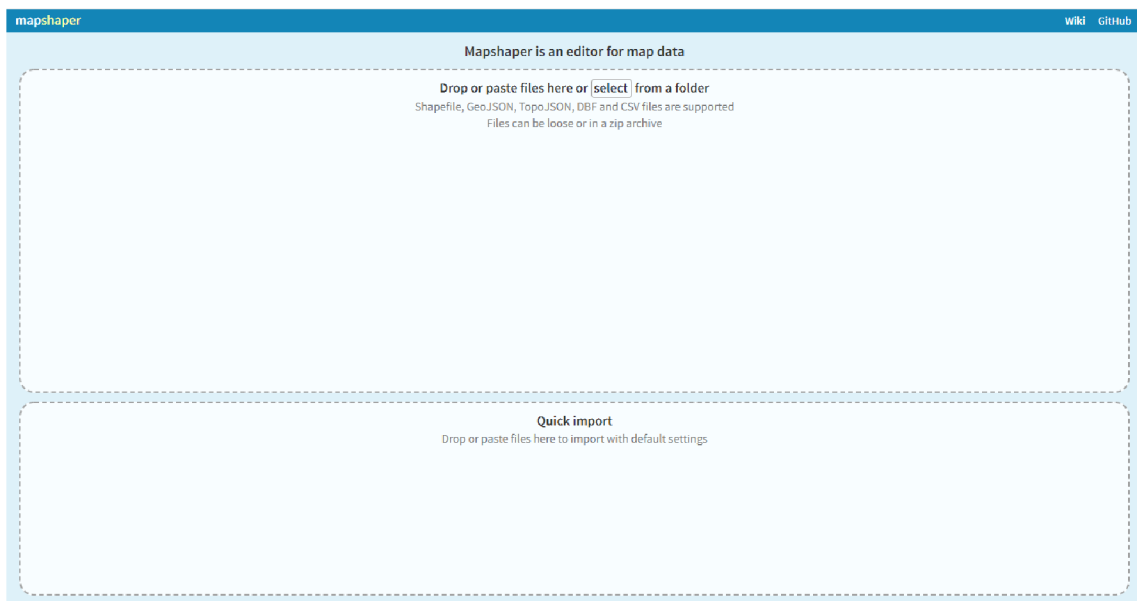 mapshaper
Wiki GitHub
Mapshaper is an editor for map data
Drop or paste files here or select from a folder
Shapefile, GeoJSON, TopoJSON, DBF and CSV files are supported
Files can be loose or in a zip archive
Quick import
Drop or paste files here to import with default settings